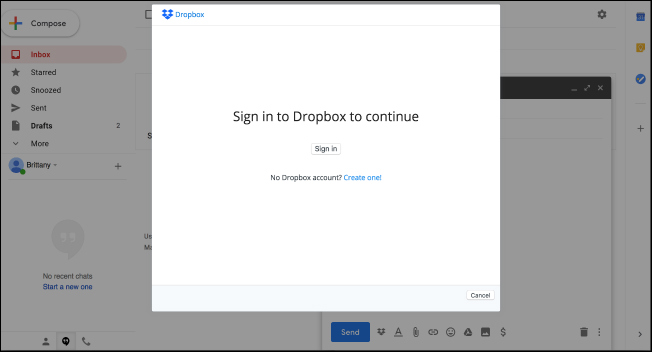 Compose
Dropbox
Inbox
Starred
Snoozed
Sent
Drafts 2
More
Brittany
Sign in to Dropbox to continue
Sign in
No Dropbox account? Create one!
No recent chats
Start a new one
Cancel
Send